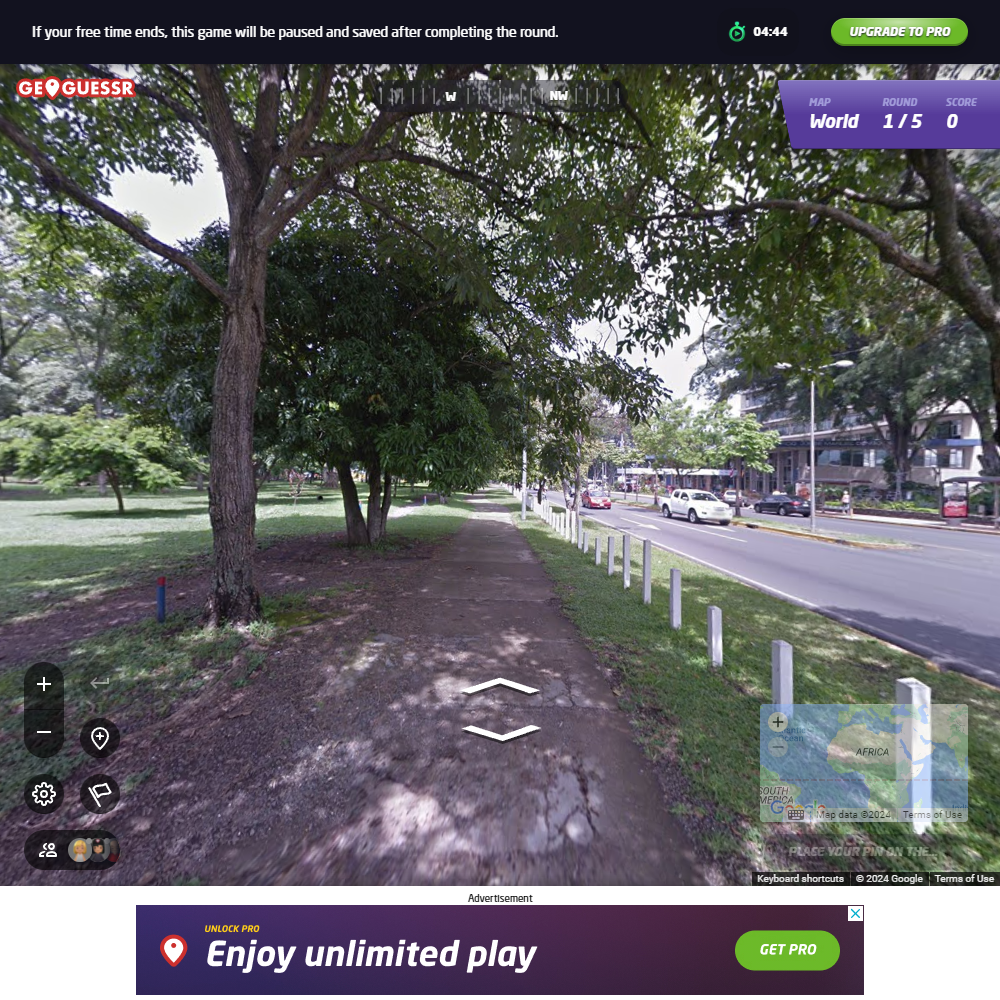 If your free time ends, this game will be paused and saved after completing the round.
04:44
UPGRADE TO PRO
GEOGUESSR
W
NW
MAP
World
ROUND
1 / 5
SCORE
0
AFRICA
SOUTH
AMERICA
Google
Map data ©2024
Terms of Use
PLACE YOUR PIN ON THE...
Keyboard shortcuts
© 2024 Google
Terms of Use
Advertisement
UNLOCK PRO
Enjoy unlimited play
GET PRO